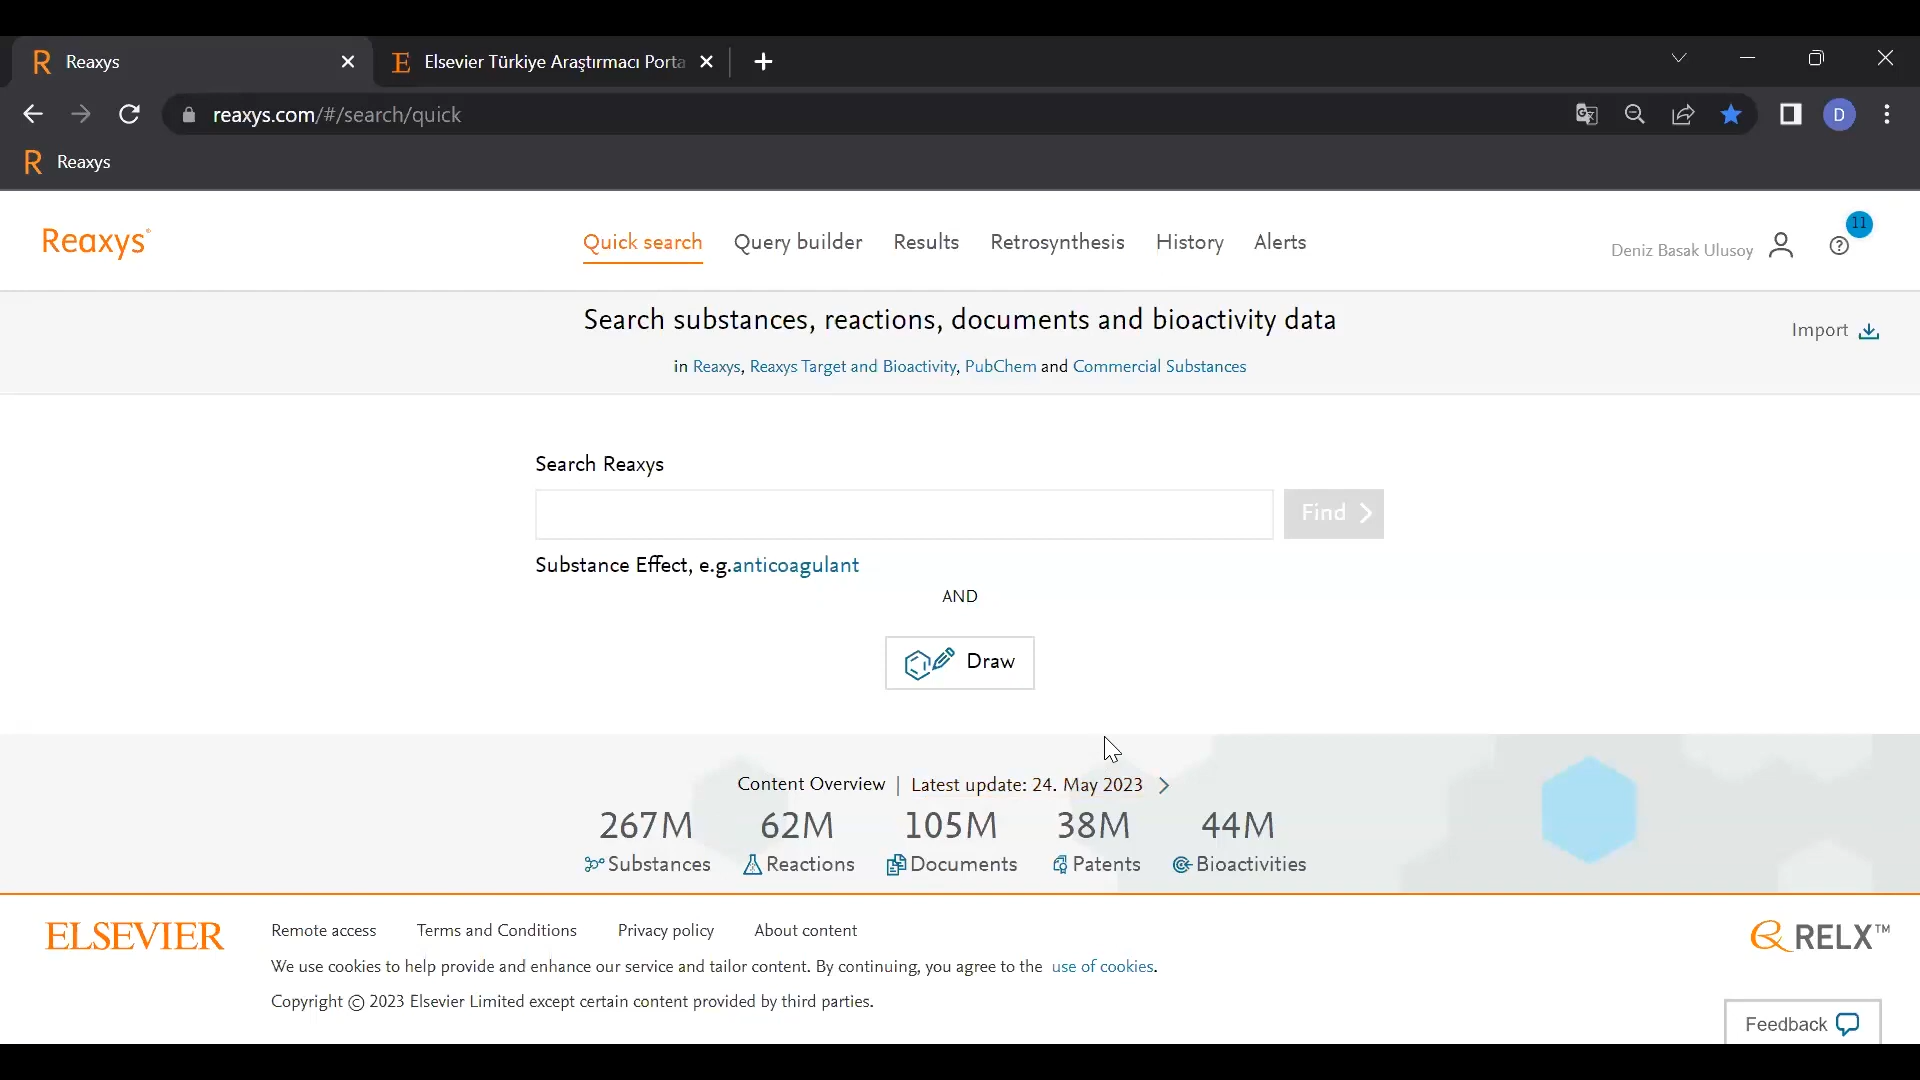 Reaxys
Elsevier Türkiye Araştırmacı Porta
reaxys.com/#/search/quick
D
Reaxys
Reaxys
Quick search Query builder Results Retrosynthesis History Alerts
Deniz Basak Ulusoy
11
Search substances, reactions, documents and bioactivity data
in Reaxys, Reaxys Target and Bioactivity, PubChem and Commercial Substances
Import
Search Reaxys
Find
Substance Effect, e.g.anticoagulant
AND
Draw
Content Overview | Latest update: 24. May 2023
267M 62M 105M 38M 44M
Substances Reactions Documents Patents Bioactivities
ELSEVIER
Remote access Terms and Conditions Privacy policy About content
We use cookies to help provide and enhance our service and tailor content. By continuing, you agree to the use of cookies.
Copyright © 2023 Elsevier Limited except certain content provided by third parties.
RELX™
Feedback